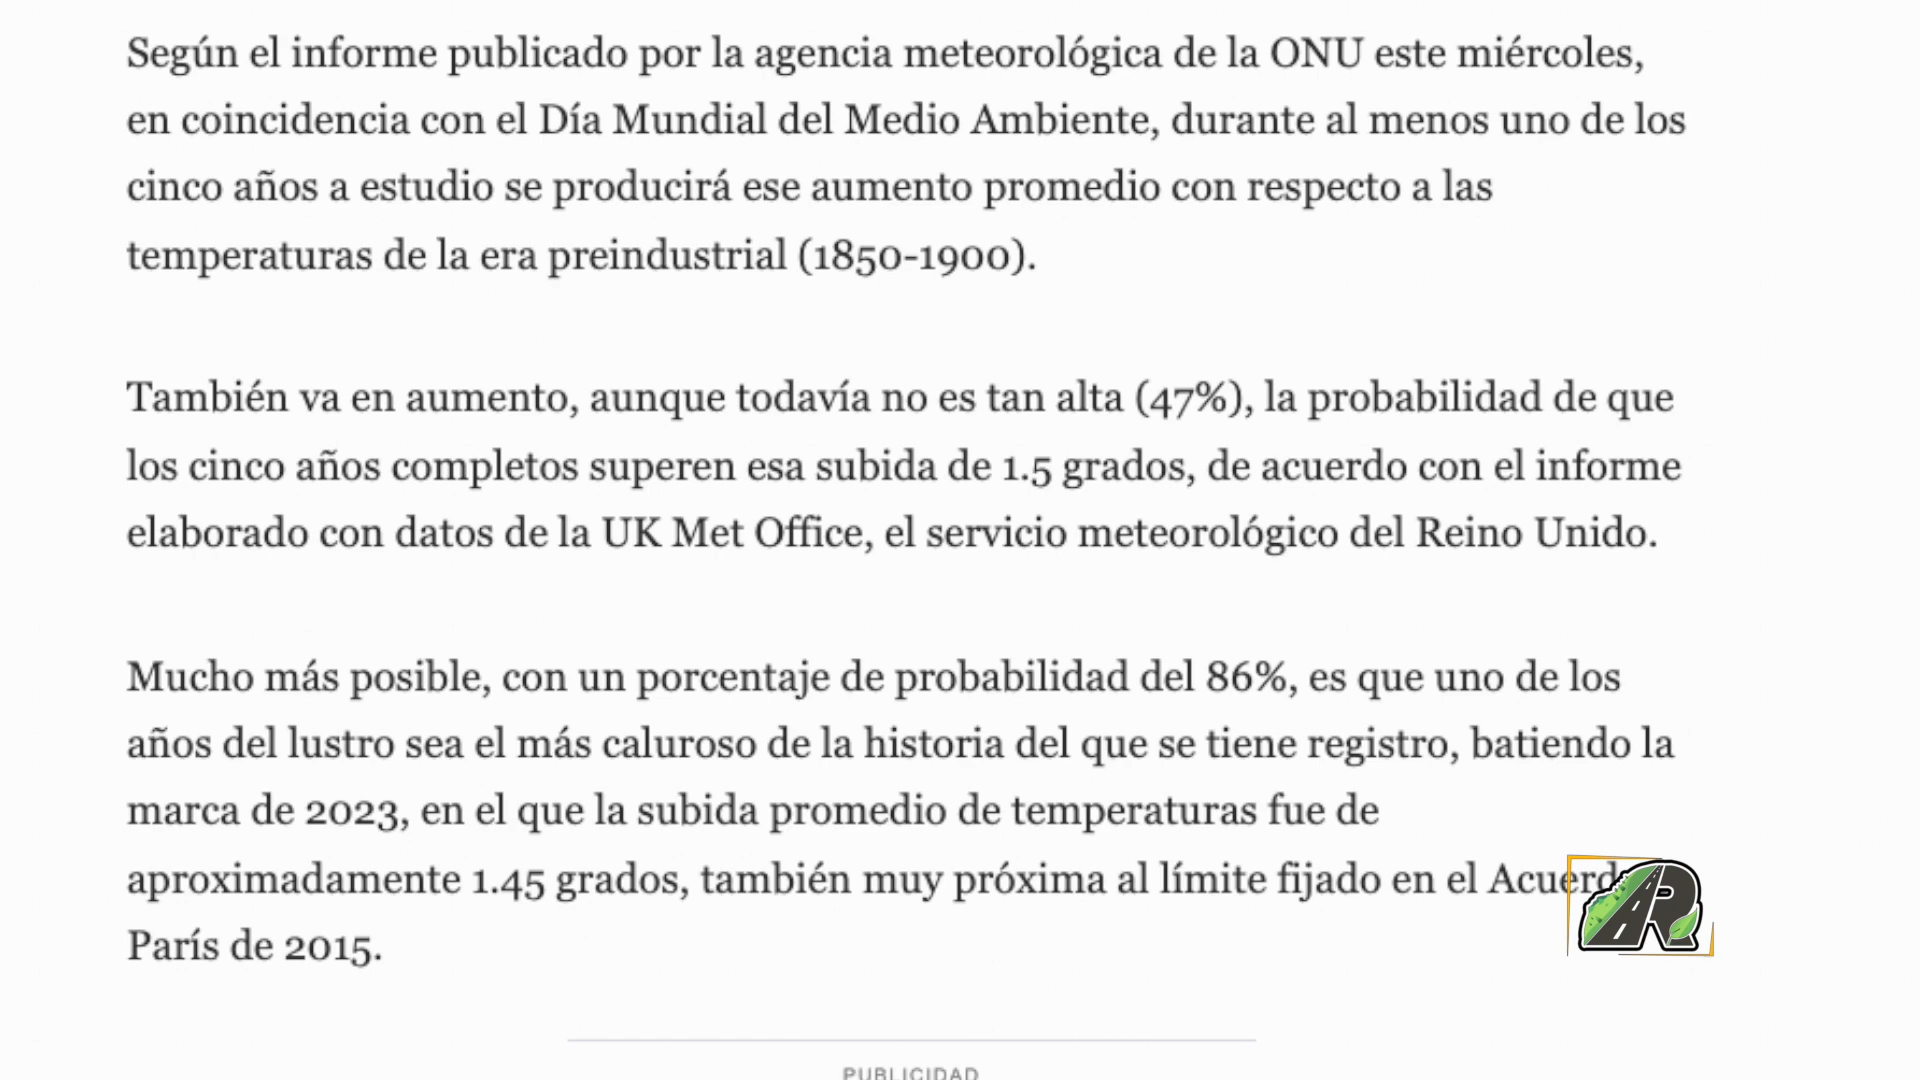 Según el informe publicado por la agencia meteorológica de la ONU este miércoles,
en coincidencia con el Día Mundial del Medio Ambiente, durante al menos uno de los
cinco años a estudio se producirá ese aumento promedio con respecto a las
temperaturas de la era preindustrial (1850-1900).
También va en aumento, aunque todavía no es tan alta (47%), la probabilidad de que
los cinco años completos superen esa subida de 1.5 grados, de acuerdo con el informe
elaborado con datos de la UK Met Office, el servicio meteorológico del Reino Unido.
Mucho más posible, con un porcentaje de probabilidad del 86%, es que uno de los
años del lustro sea el más caluroso de la historia del que se tiene registro, batiendo la
marca de 2023, en el que la subida promedio de temperaturas fue de
aproximadamente 1.45 grados, también muy próxima al límite fijado en el Acuerd
París de 2015.
PUBLICIDAD